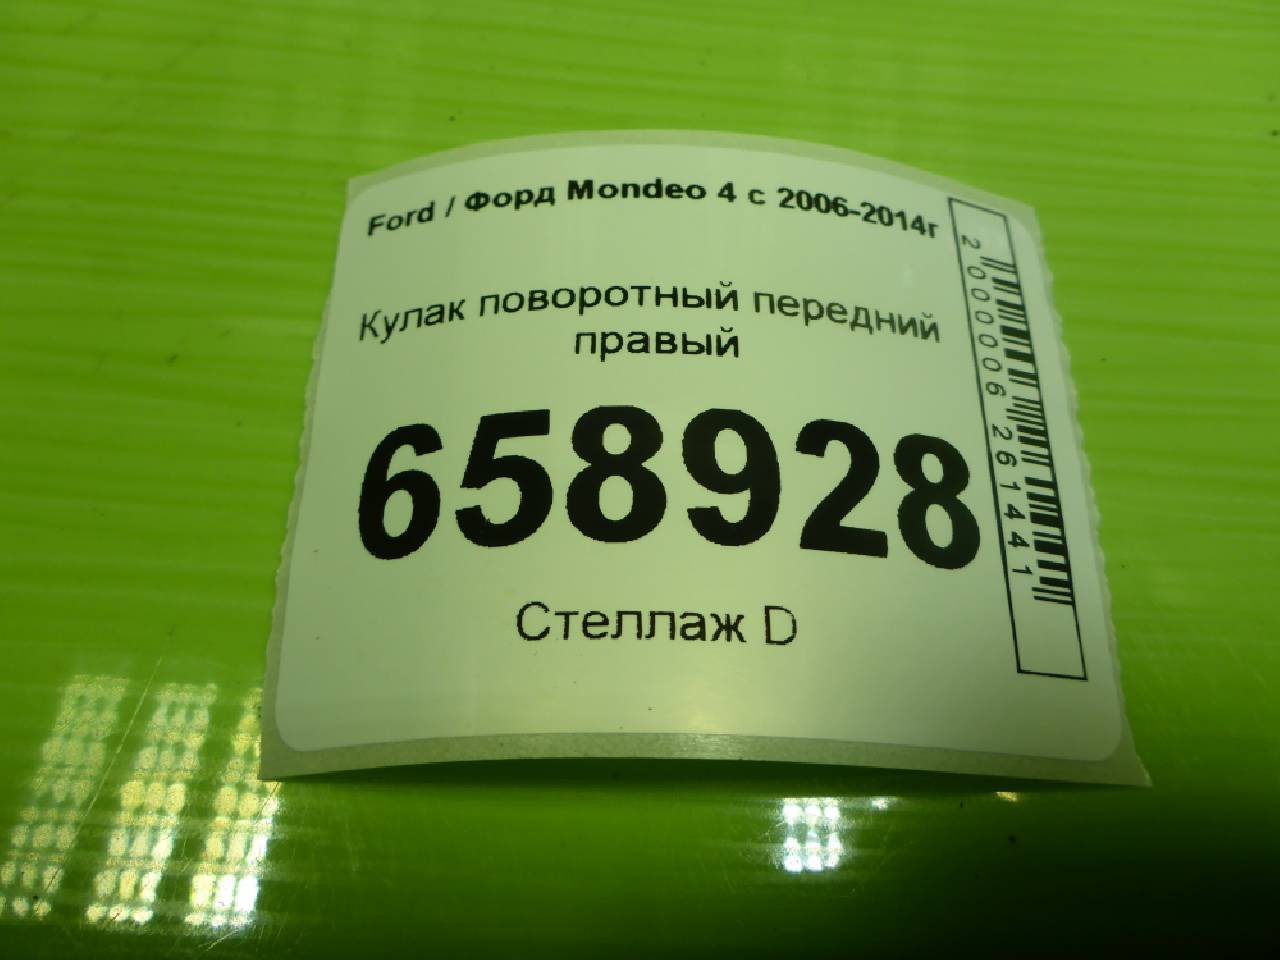 Ford / Форд Mondeo 4 с 2006-2014г
Кулак поворотный передний
правый
658928
Стеллаж D
2000006261441